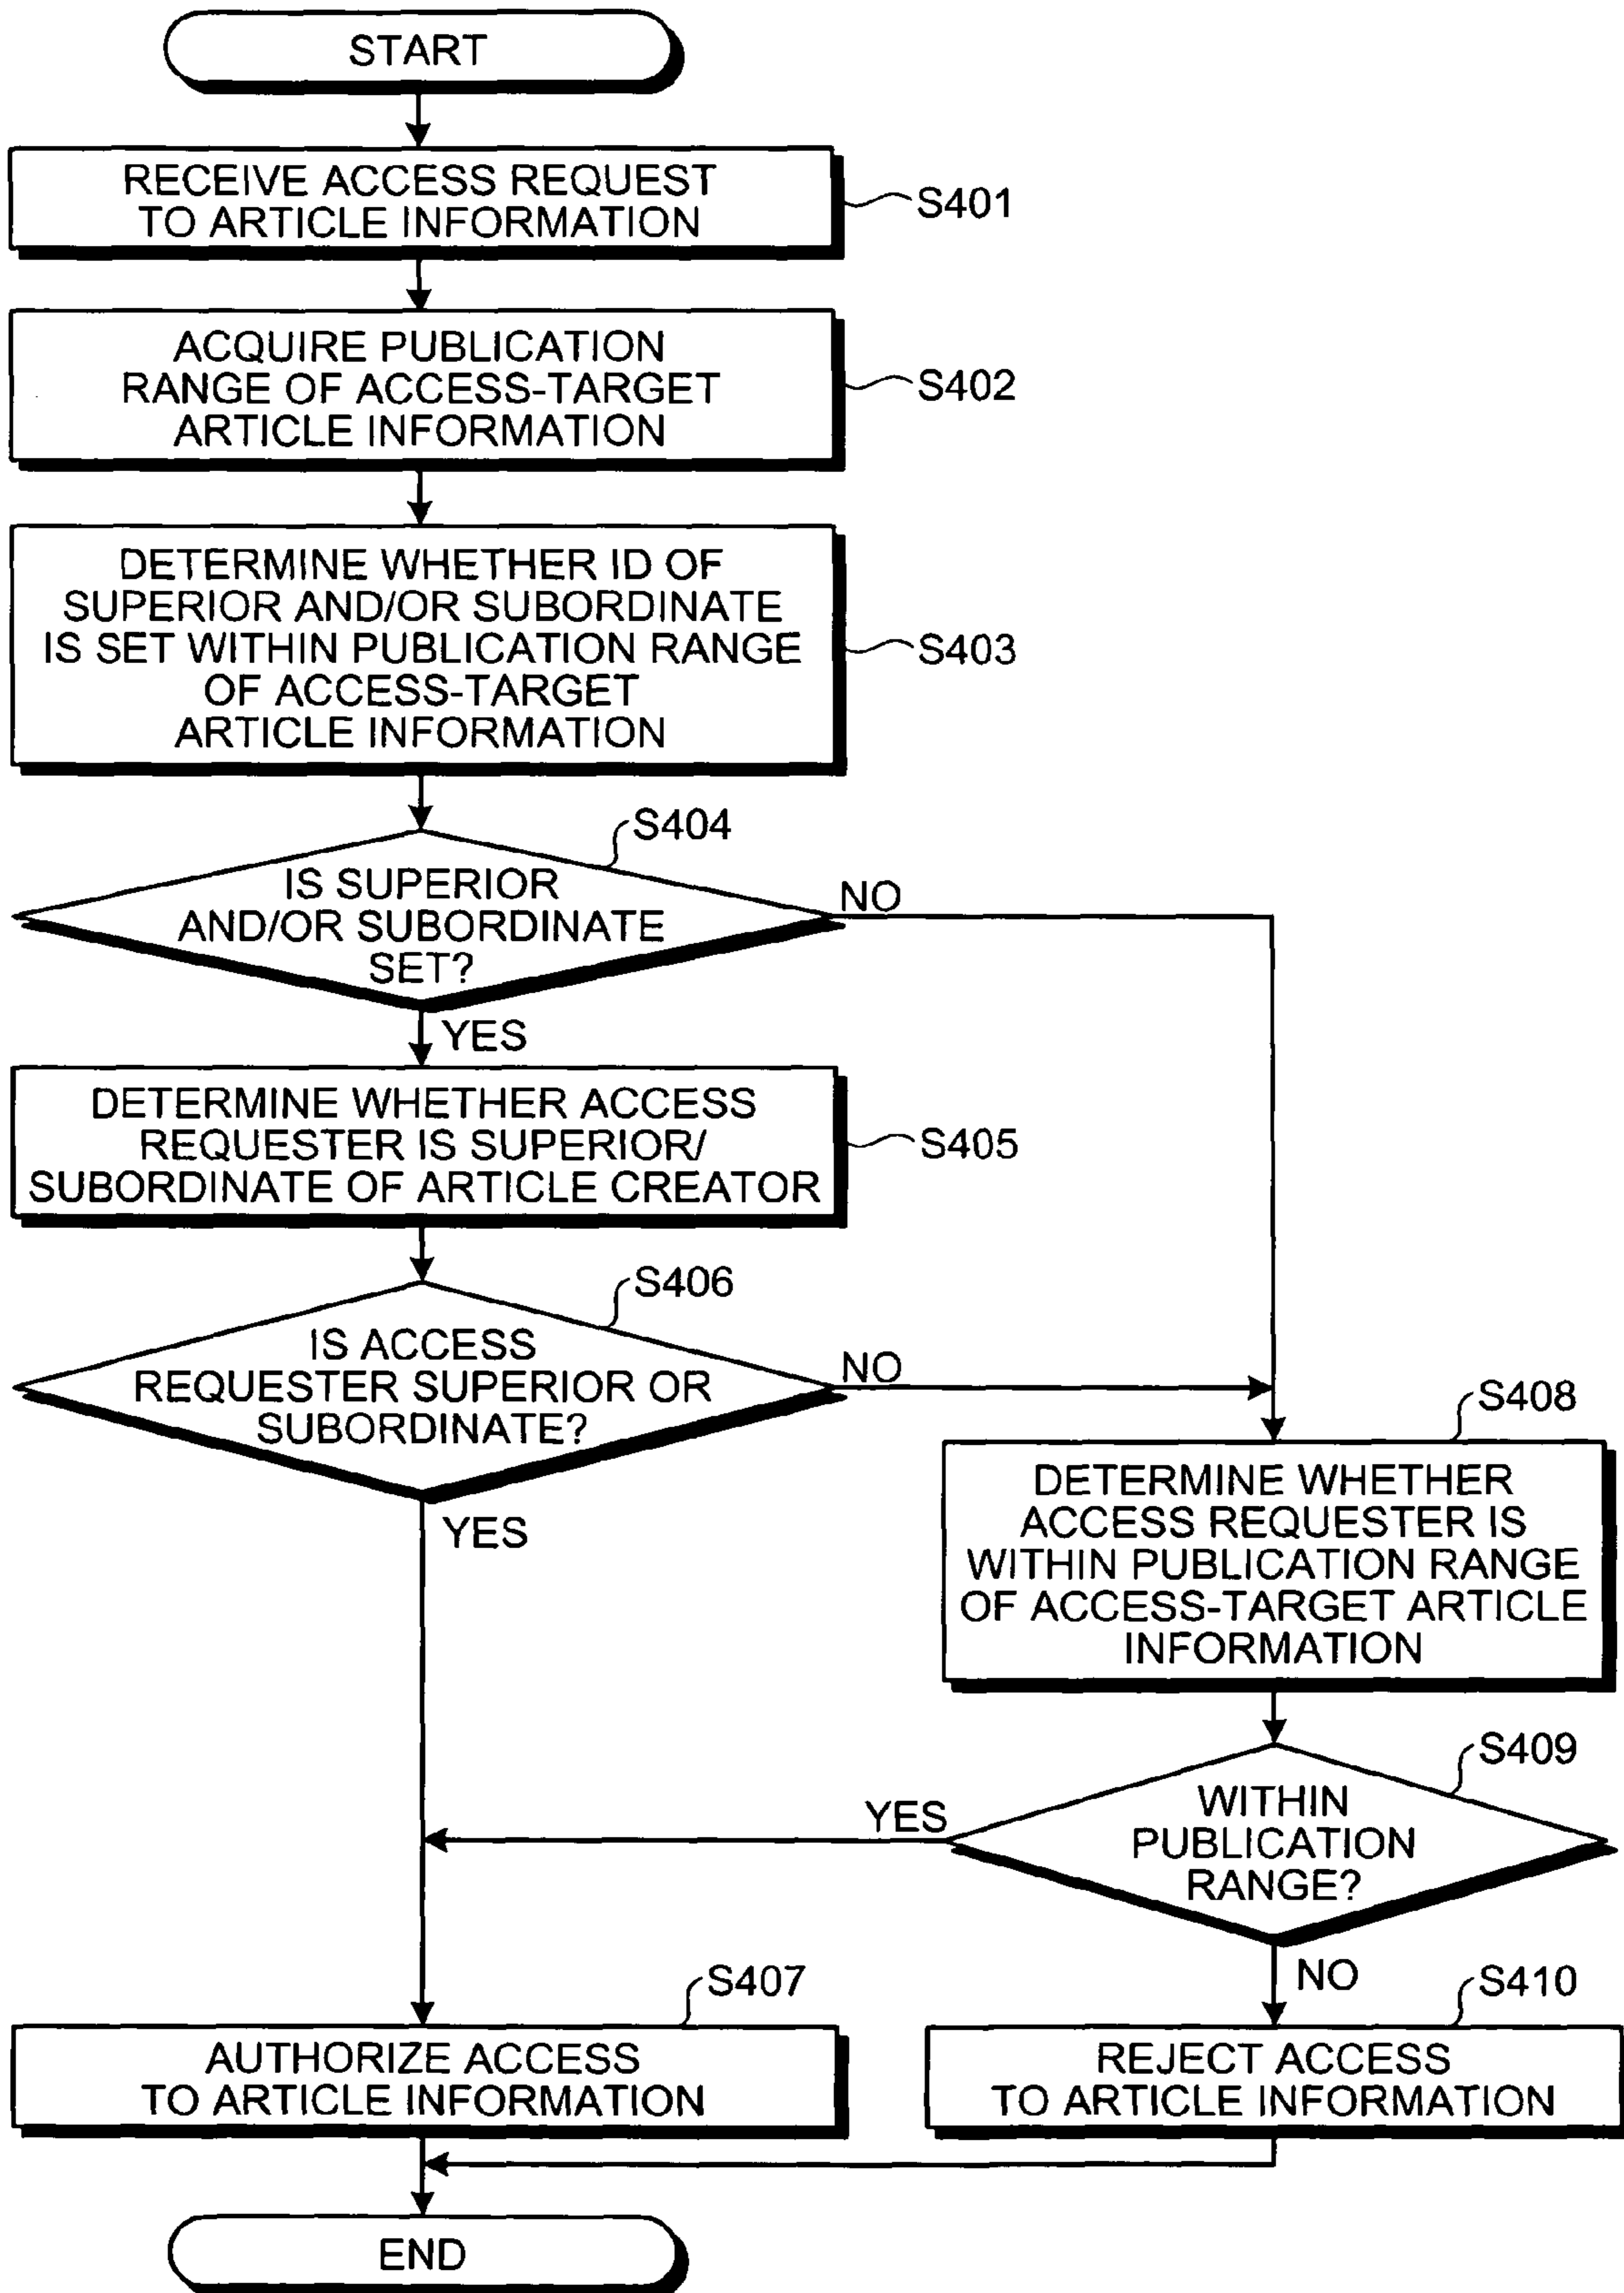 START
RECEIVE ACCESS REQUEST
TO ARTICLE INFORMATION
S401
ACQUIRE PUBLICATION
RANGE OF ACCESS-TARGET
ARTICLE INFORMATION
S402
DETERMINE WHETHER ID OF
SUPERIOR AND/OR SUBORDINATE
IS SET WITHIN PUBLICATION RANGE
OF ACCESS-TARGET
ARTICLE INFORMATION
S403
S404
IS SUPERIOR
AND/OR SUBORDINATE
SET?
NO
YES
DETERMINE WHETHER ACCESS
REQUESTER IS SUPERIOR/
SUBORDINATE OF ARTICLE CREATOR
S405
S406
IS ACCESS
REQUESTER SUPERIOR OR
SUBORDINATE?
NO
YES
S408
DETERMINE WHETHER
ACCESS REQUESTER IS
WITHIN PUBLICATION RANGE
OF ACCESS-TARGET ARTICLE
INFORMATION
S409
WITHIN
PUBLICATION
RANGE?
YES
NO
S407
AUTHORIZE ACCESS
TO ARTICLE INFORMATION
S410
REJECT ACCESS
TO ARTICLE INFORMATION
END